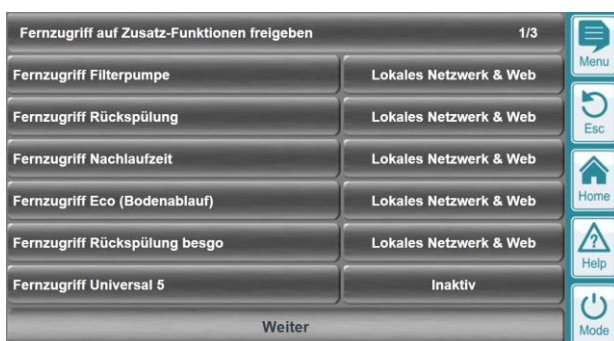 Fernzugriff auf Zusatz-Funktionen freigeben 1/3
Menu
Fernzugriff Filterpumpe Lokales Netzwerk & Web
Fernzugriff Rückspülung Lokales Netzwerk & Web
Esc
Fernzugriff Nachlaufzeit Lokales Netzwerk & Web
Fernzugriff Eco (Bodenablauf) Lokales Netzwerk & Web
Home
Fernzugriff Rückspülung besgo Lokales Netzwerk & Web
?
Help
Fernzugriff Universal 5 Inaktiv
Weiter
Mode